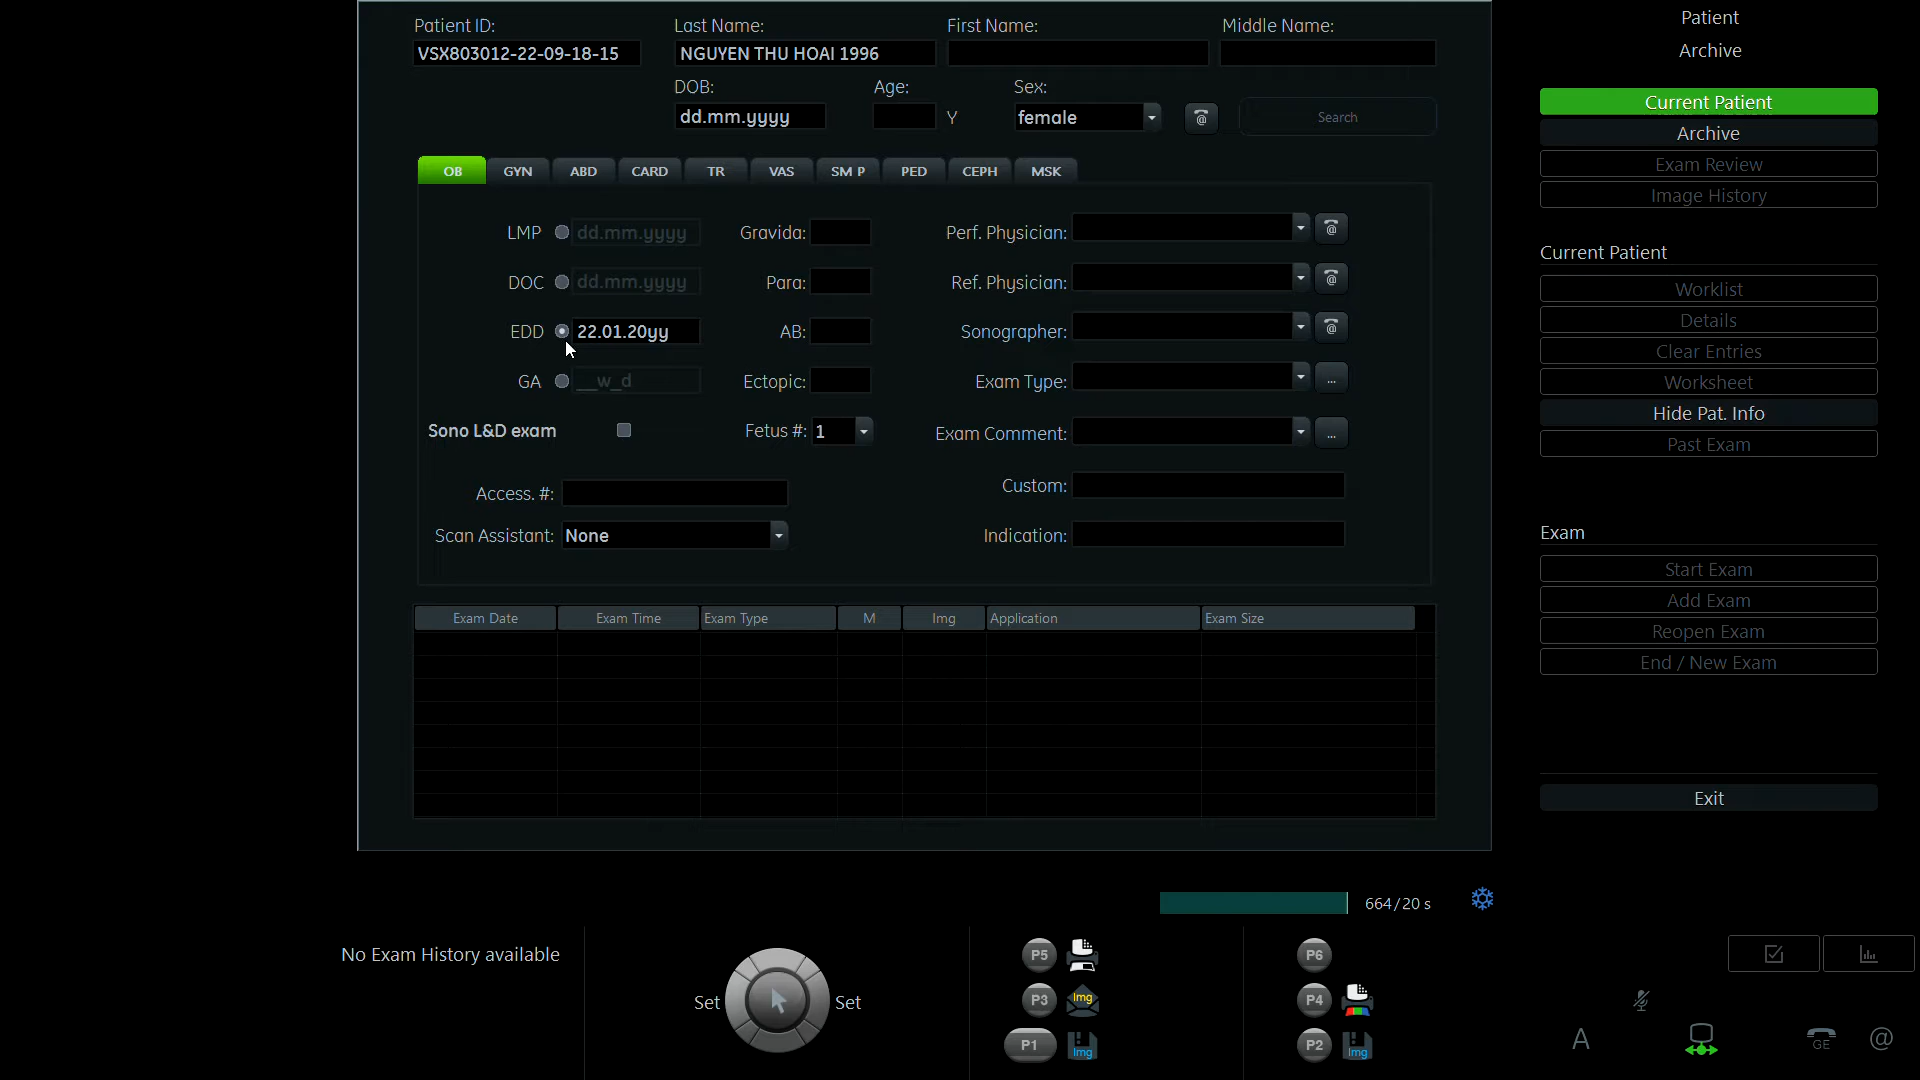 Patient ID: Last Name: First Name: Middle Name:
VSX803012-22-09-18-15 NGUYEN THU HOAI 1996
DOB: Age: Sex:
dd.mm.yyyy Y female Search
OB GYN ABD CARD TR VAS SM P PED CEPH MSK
LMP dd.mm.yyyy Gravida: Perf. Physician:
DOC dd.mm.yyyy Para: Ref. Physician:
EDD 22.01.20yy AB: Sonographer:
GA __w_d Ectopic: Exam Type: ...
Sono L&D exam Fetus #: 1 Exam Comment: ...
Access. #: Custom:
Scan Assistant: None Indication:
Exam Date Exam Time Exam Type M Img Application Exam Size
Patient
Archive
Current Patient
Archive
Exam Review
Image History
Current Patient
Worklist
Details
Clear Entries
Worksheet
Hide Pat. Info
Past Exam
Exam
Start Exam
Add Exam
Reopen Exam
End / New Exam
Exit
664/20 s
No Exam History available
Set Set
P5 P6
P3 Img P4
P1 Img P2 Img
A GE @